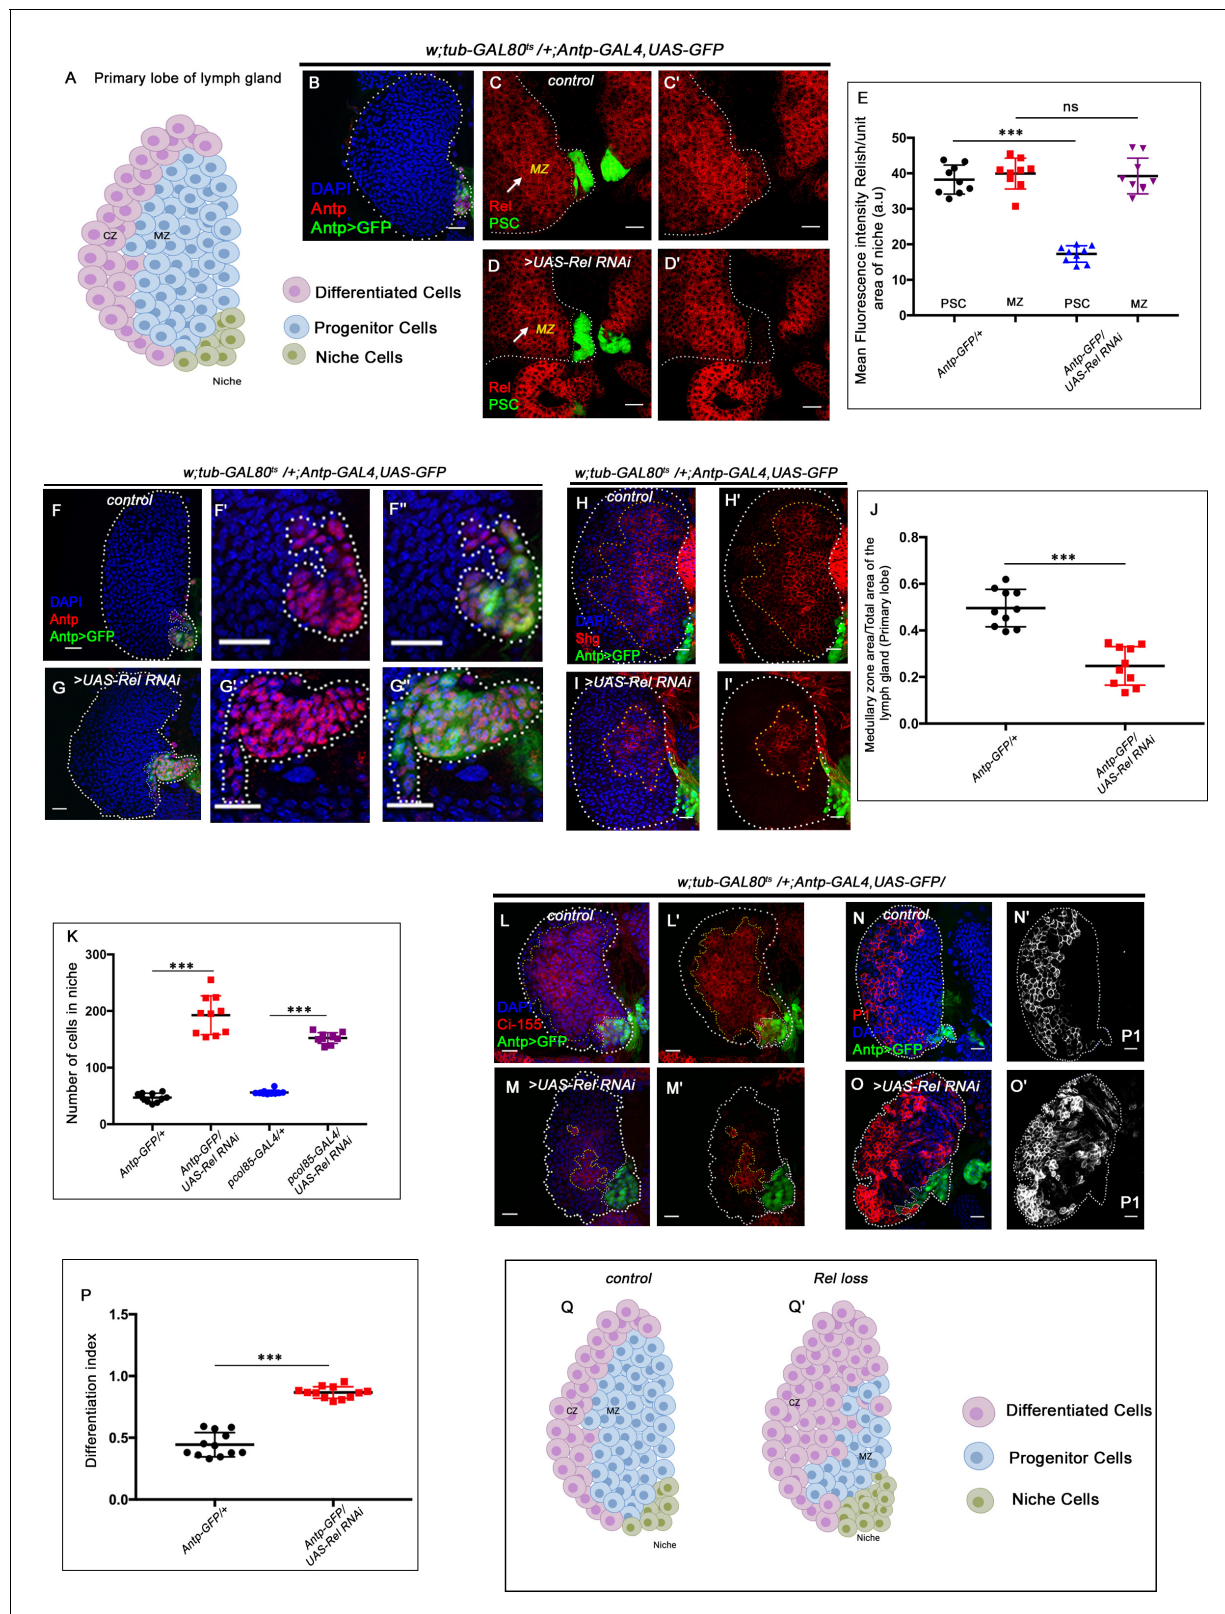 w;tub-GAL80ts /+;Antp-GAL4,UAS-GFP
A Primary lobe of lymph gland
CZ MZ
Niche
Differentiated Cells
Progenitor Cells
Niche Cells
B
DAPI
Antp
Antp>GFP
C control
MZ
Rel
PSC
C'
D >UAS-Rel RNAi
MZ
Rel
PSC
D'
E
ns
***
Mean Fluorescence intensity Relish/unit
area of niche (a.u)
50
40
30
20
10
0
PSC MZ PSC MZ
Antp-GFP/+
Antp-GFP/
UAS-Rel RNAi
w;tub-GAL80ts /+;Antp-GAL4,UAS-GFP
F control
DAPI
Antp
Antp>GFP
F'
F"
G >UAS-Rel RNAi
G'
G"
w;tub-GAL80ts /+;Antp-GAL4,UAS-GFP
H control
DAPI
Shg
Antp>GFP
H'
I >UAS-Rel RNAi
I'
J
***
Medullary zone area/Total area of the
lymph gland (Primary lobe)
0.8
0.6
0.4
0.2
0.0
Antp-GFP/+
Antp-GFP/
UAS-Rel RNAi
K
Number of cells in niche
300
200
100
0
***
***
Antp-GFP/+
Antp-GFP/
UAS-Rel RNAi
pcol85-GAL4/+
pcol85-GAL4/
UAS-Rel RNAi
w;tub-GAL80ts /+;Antp-GAL4,UAS-GFP/
L control
DAPI
Ci-155
Antp>GFP
L'
M >UAS-Rel RNAi
M'
N control
P1
DAPI
Antp>GFP
N'
P1
O >UAS-Rel RNAi
O'
P1
P
Differentiation index
1.5
1.0
0.5
0.0
***
Antp-GFP/+
Antp-GFP/
UAS-Rel RNAi
control
Rel loss
Q
CZ MZ
Niche
Q'
CZ
MZ
Niche
Differentiated Cells
Progenitor Cells
Niche Cells